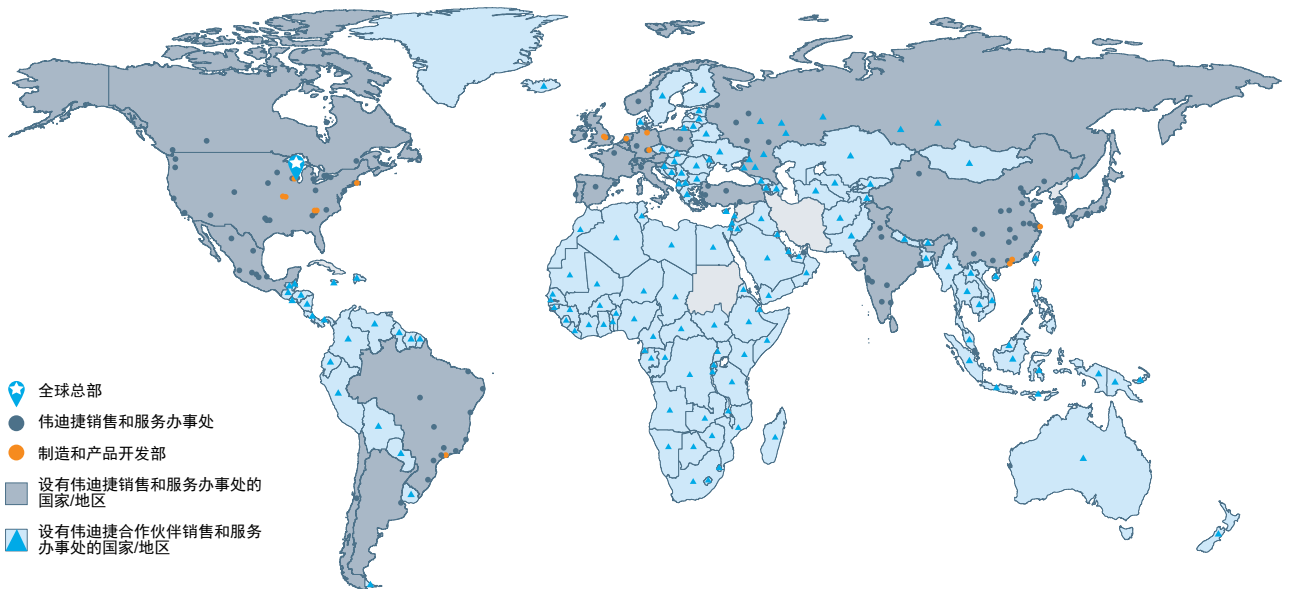 全球总部
伟迪捷销售和服务办事处
制造和产品开发部
设有伟迪捷销售和服务办事处的
国家/地区
设有伟迪捷合作伙伴销售和服务
办事处的国家/地区